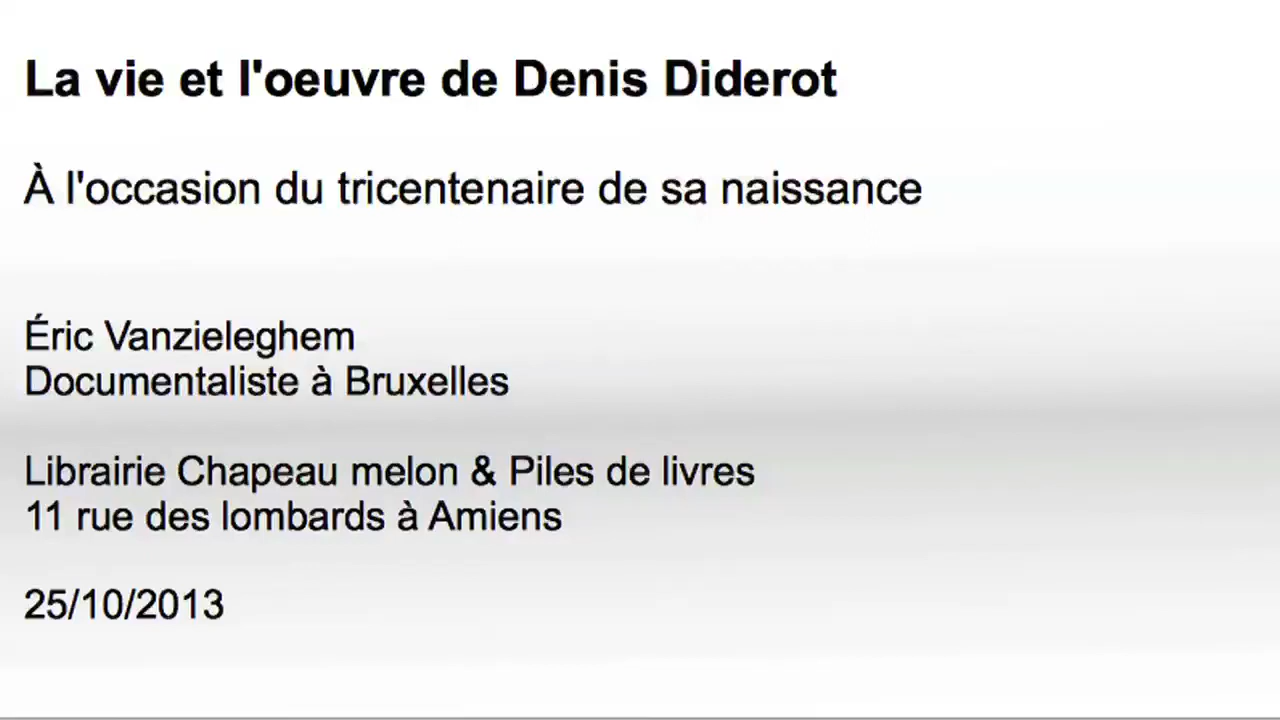 La vie et l'oeuvre de Denis Diderot
À l'occasion du tricentenaire de sa naissance
Éric Vanzieleghem
Documentaliste à Bruxelles
Librairie Chapeau melon & Piles de livres
11 rue des lombards à Amiens
25/10/2013